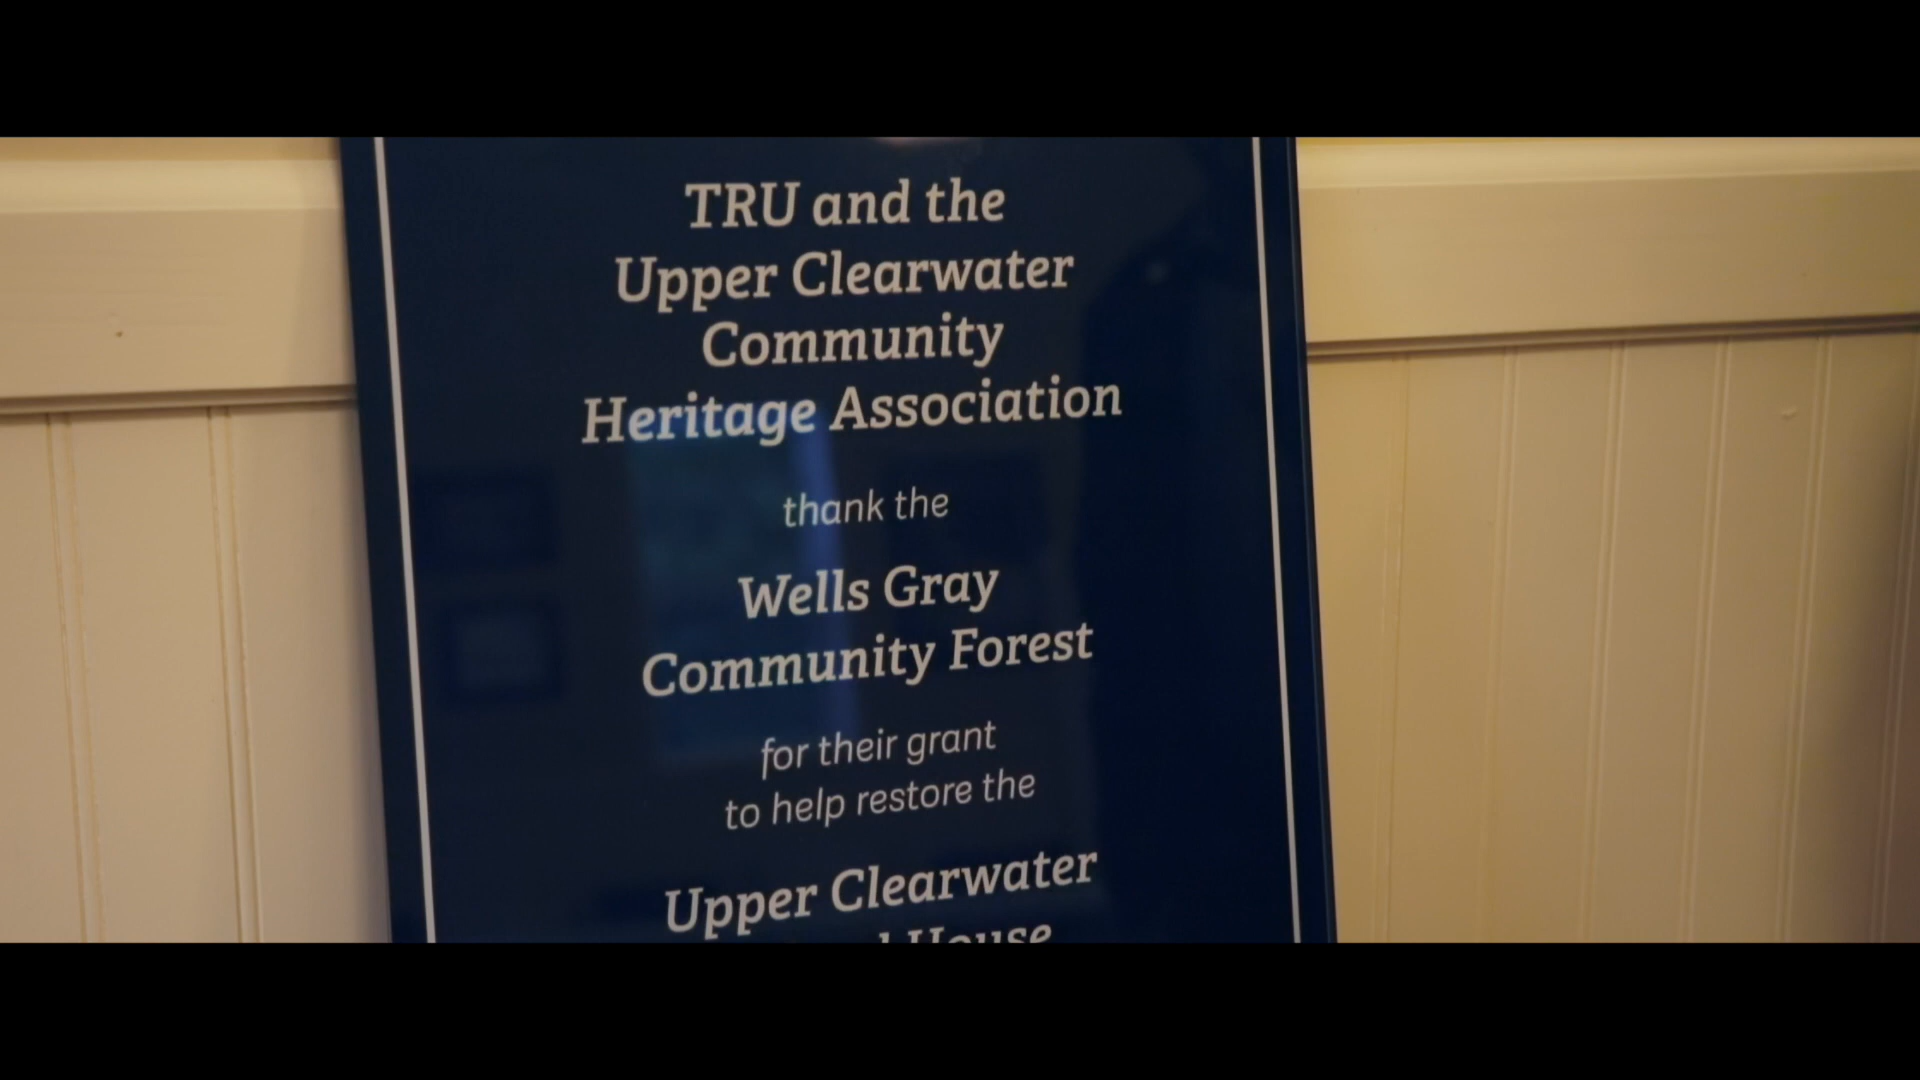 TRU and the
Upper Clearwater
Community
Heritage Association
thank the
Wells Gray
Community Forest
for their grant
to help restore the
Upper Clearwater
House